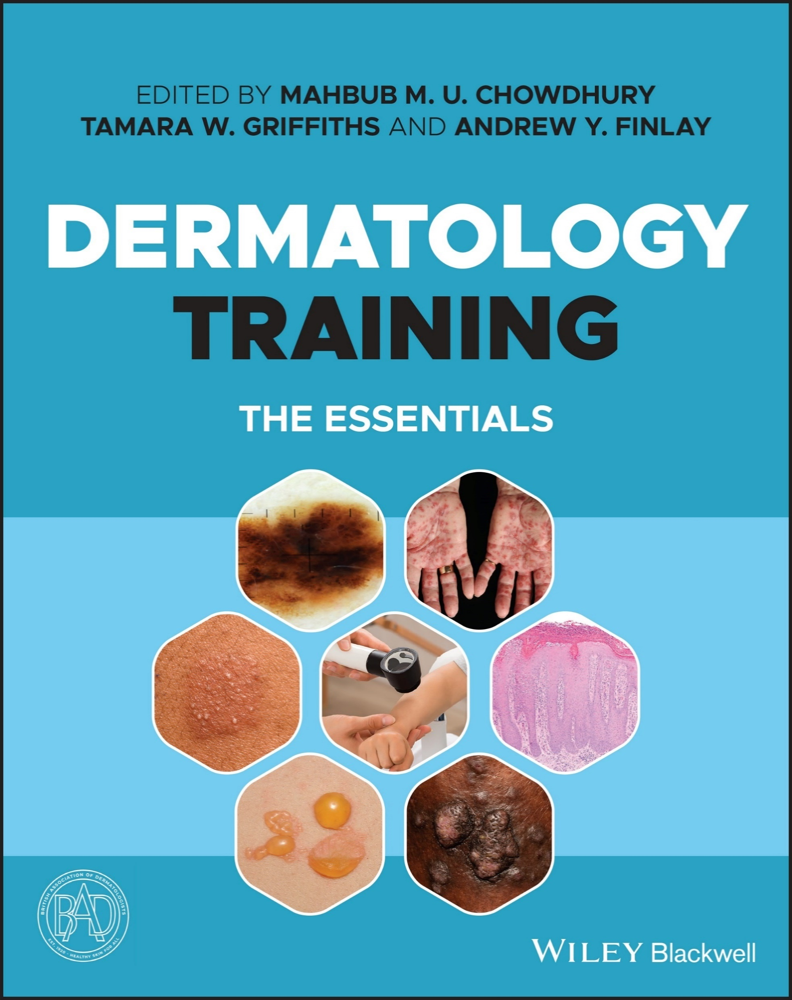 EDITED BY MAHBUB M. U. CHOWDHURY
TAMARA W. GRIFFITHS AND ANDREW Y. FINLAY
DERMATOLOGY
TRAINING
THE ESSENTIALS
BRITISH ASSOCIATION OF DERMATOLOGISTS
BAD
EST. 1920 - HEALTHY SKIN FOR ALL
WILEY Blackwell